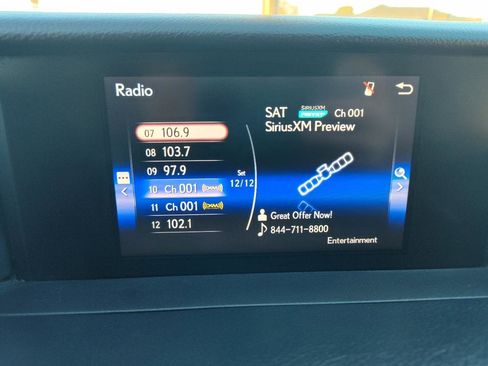 Radio
SAT SIRIUSXM PREVIEW Ch 001
SiriusXM Preview
07 106.9
08 103.7
09 97.9
10 Ch 001
11 Ch 001
12 102.1
Set
12/12
Great Offer Now!
844-711-8800
Entertainment